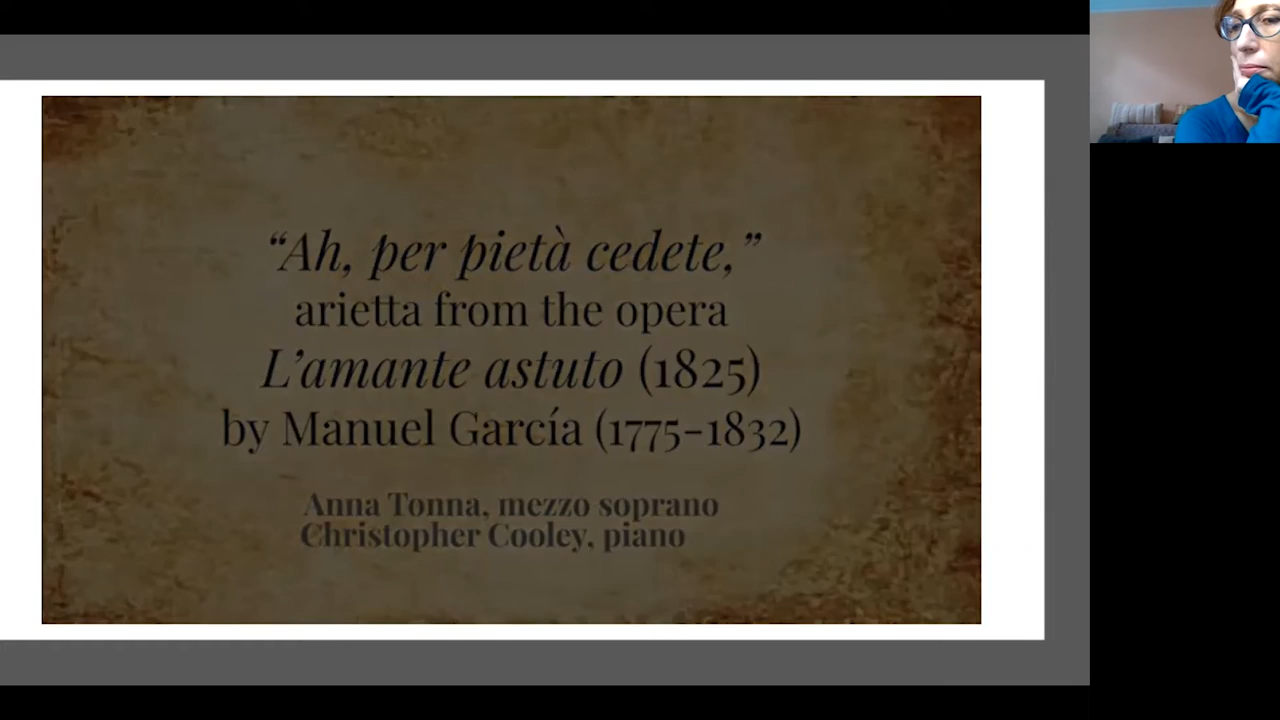 “Ah, per pietà cedete,”
arietta from the opera
L’amante astuto (1825)
by Manuel García (1775-1832)
Anna Tonna, mezzo soprano
Christopher Cooley, piano